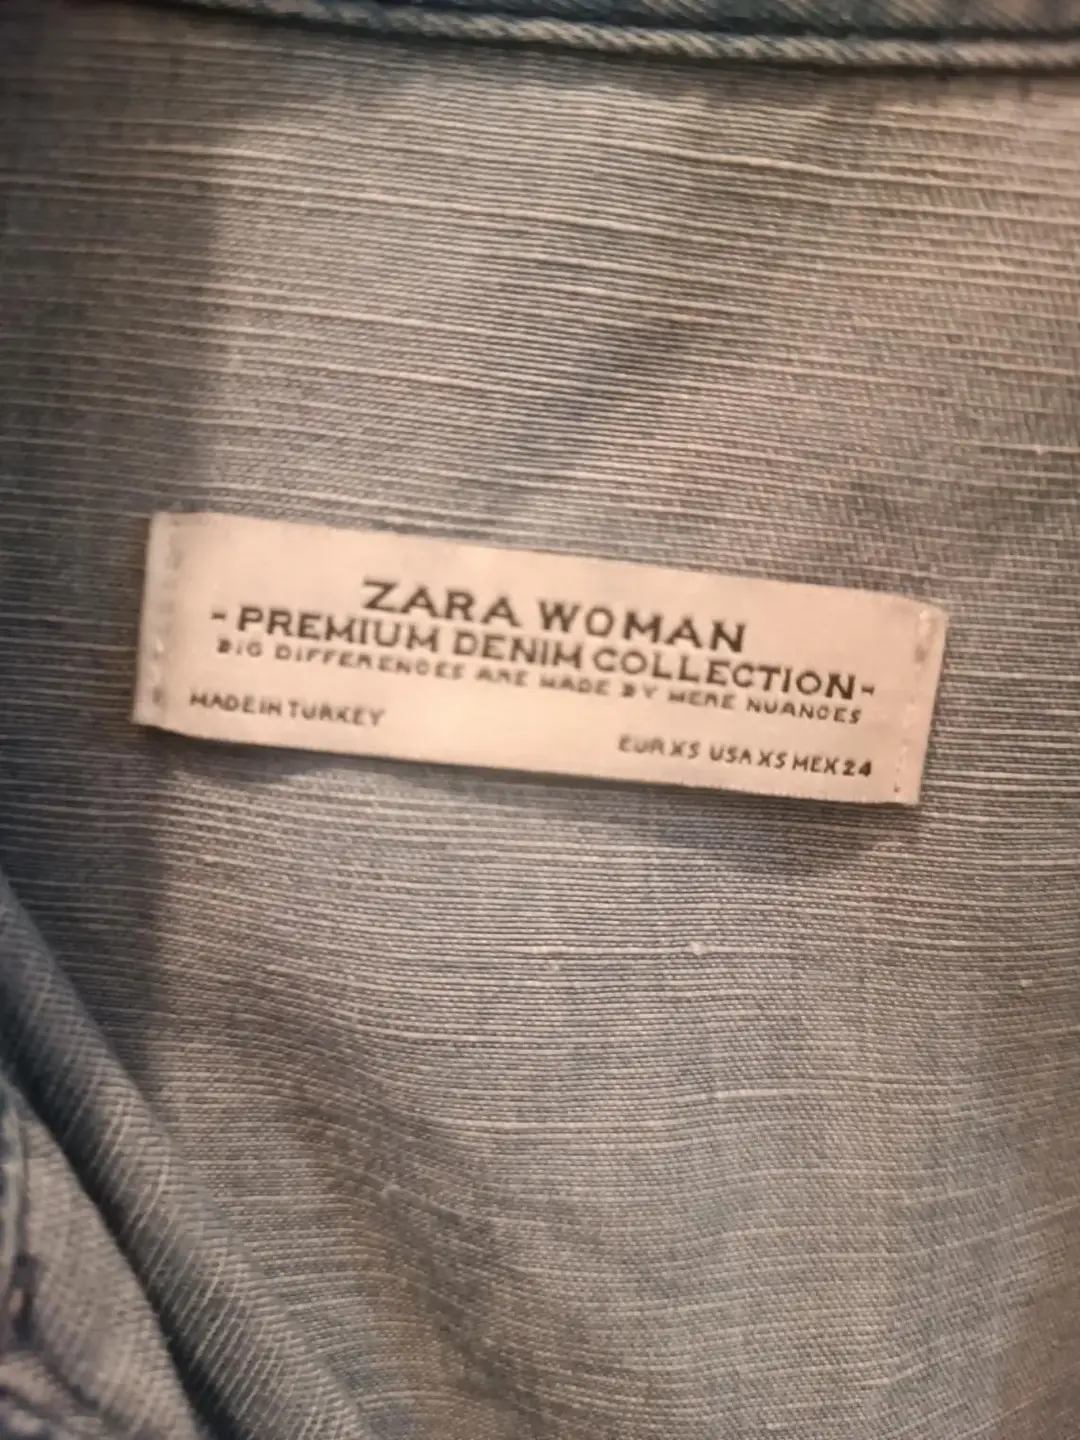 ZARA WOMAN
-PREMIUM DENIM COLLECTION-
BIG DIFFERENCES ARE MADE BY MERE NUANCES
MADE IN TURKEY
EUR XS USA XS MEX 24